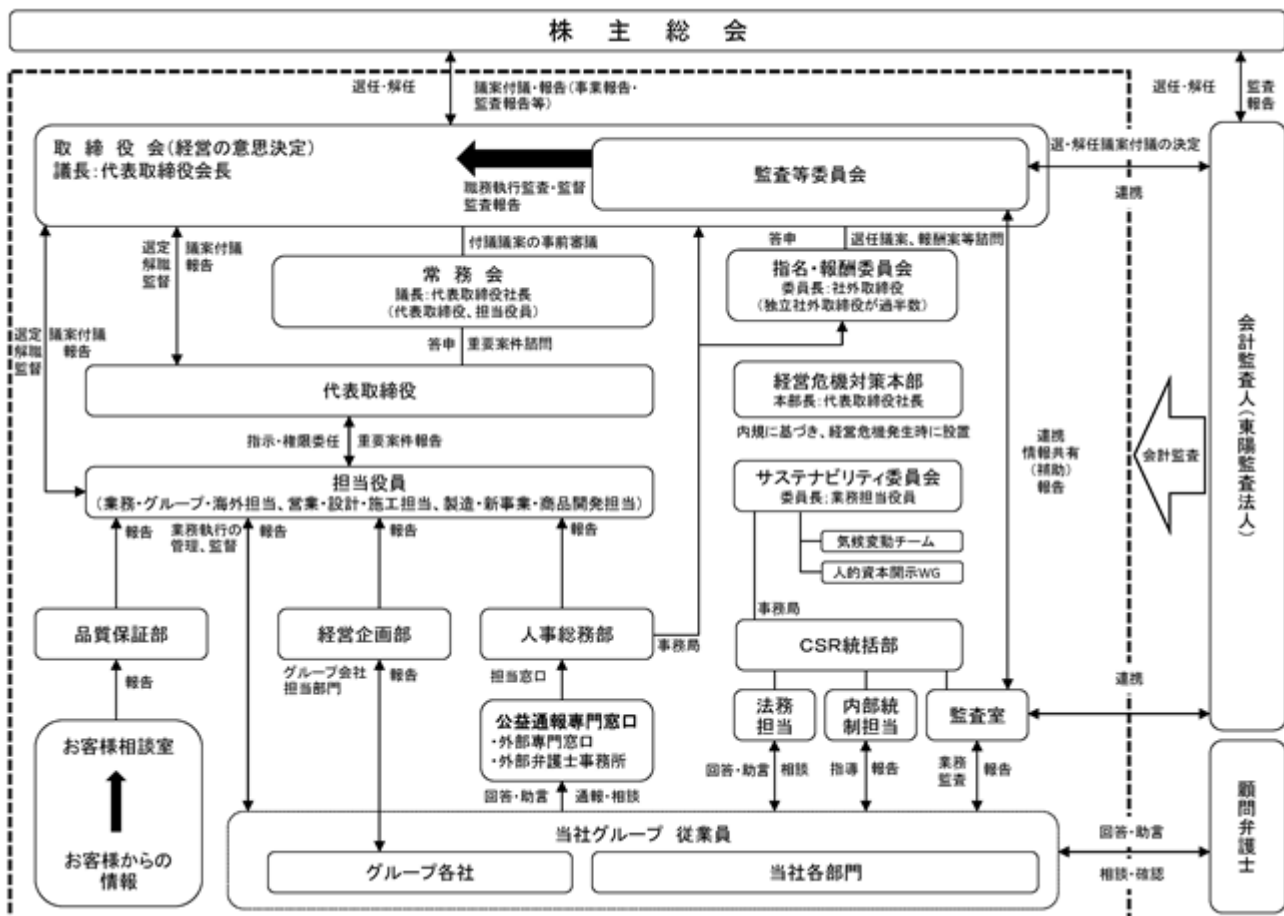 株主総会
選任・解任
議案付議・報告(事業報告・
監査報告等)
選任・解任
監査
報告
取締役会(経営の意思決定)
議長:代表取締役会長
職務執行監査・監督
監査報告
監査等委員会
選・解任議案付議の決定
連携
選定
解職
監督
議案付議
報告
付議議案の事前審議
答申
選任議案、報酬案等諮問
常務会
議長:代表取締役社長
(代表取締役、担当役員)
指名・報酬委員会
委員長:社外取締役
(独立社外取締役が過半数)
選定
解職
監督
議案付議
報告
答申
重要案件諮問
代表取締役
経営危機対策本部
本部長:代表取締役社長
内規に基づき、経営危機発生時に設置
指示・権限委任
重要案件報告
連携
情報共有
(補助)
報告
会計監査
会計監査人(東陽監査法人)
担当役員
(業務・グループ・海外担当、営業・設計・施工担当、製造・新事業・商品開発担当)
サステナビリティ委員会
委員長;業務担当役員
気候変動チーム
人的資本開示WG
報告
業務執行の
管理、監督
報告
報告
報告
事務局
品質保証部
経営企画部
人事総務部
事務局
CSR統括部
報告
グループ会社
担当部門
報告
担当窓口
法務
担当
内部統
制担当
監査室
連携
公益通報専門窓口
・外部専門窓口
・外部弁護士事務所
お客様相談室
お客様からの
情報
回答・助言
通報・相談
回答・助言
相談
指導
報告
業務
監査
報告
当社グループ 従業員
グループ各社
当社各部門
回答・助言
相談・確認
顧問弁護士